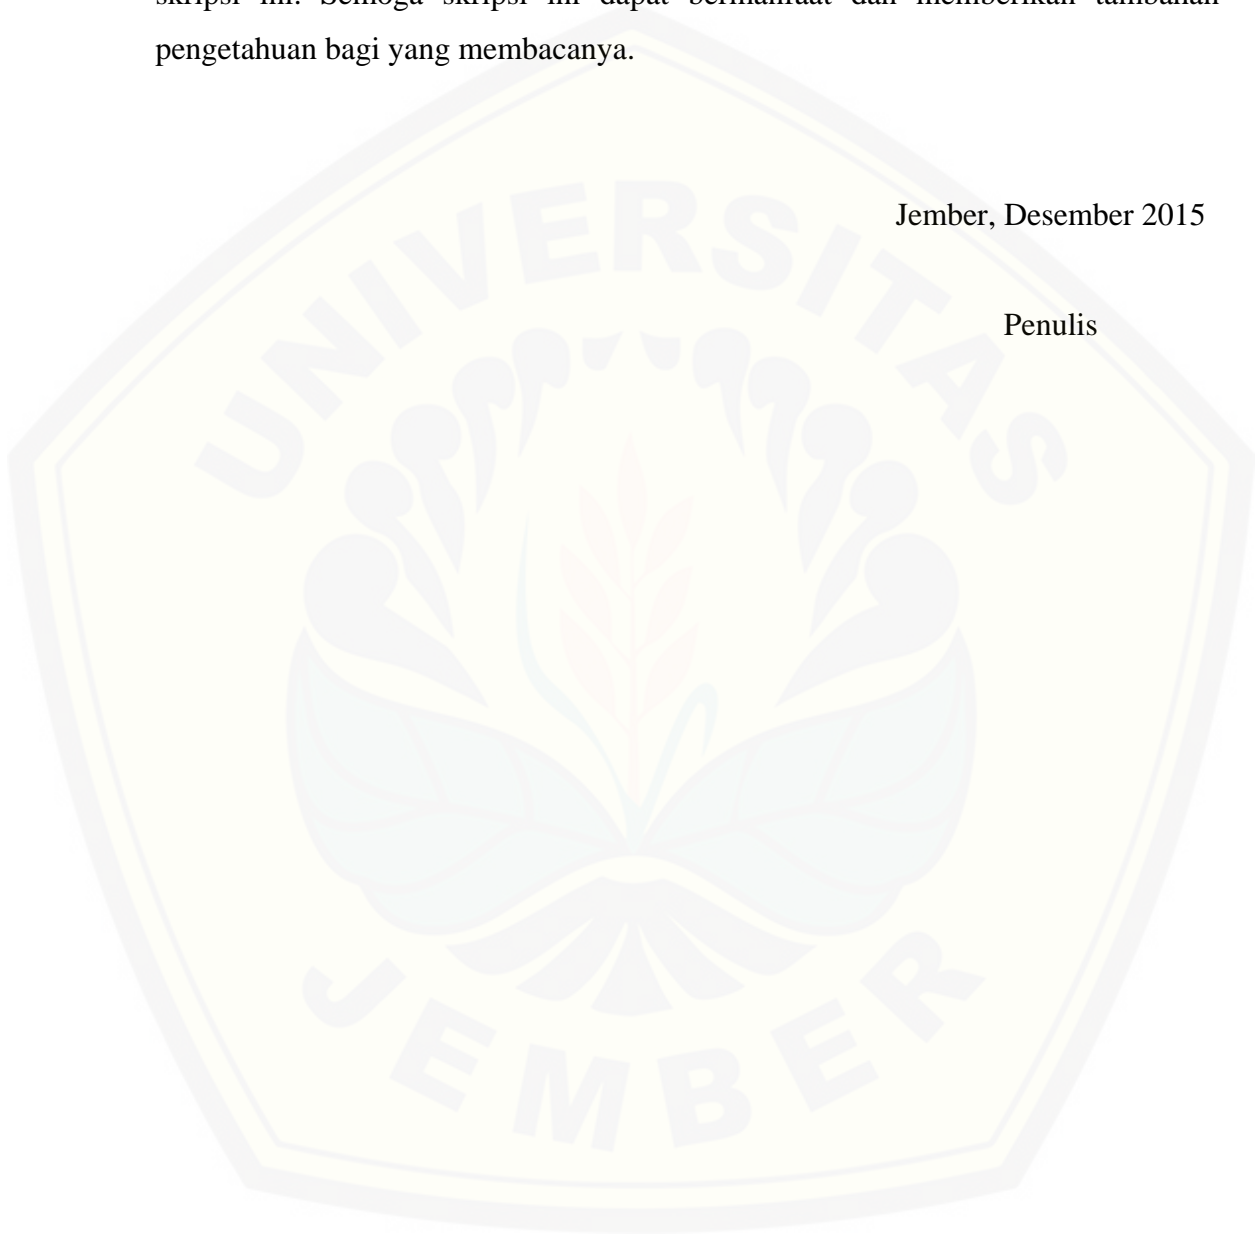 skripsi ini. Semoga skripsi ini dapat bermanfaat dan memberikan tambahan
pengetahuan bagi yang membacanya.
Jember, Desember 2015
Penulis
UNIVERSITAS
JEMBER